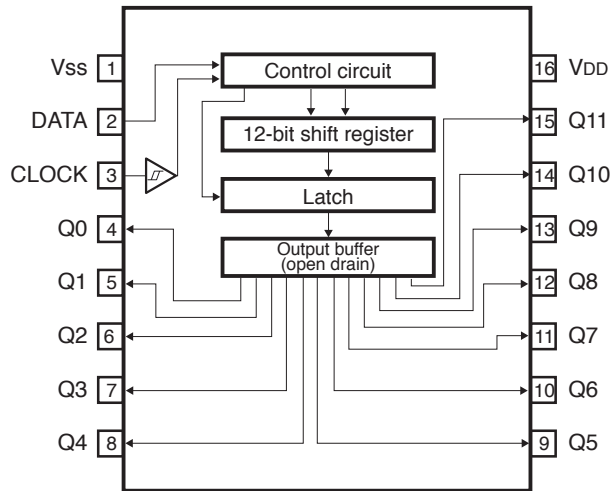 Vss 1
DATA 2
CLOCK 3
Q0 4
Q1 5
Q2 6
Q3 7
Q4 8
Control circuit
12-bit shift register
Latch
Output buffer
(open drain)
16 VDD
15 Q11
14 Q10
13 Q9
12 Q8
11 Q7
10 Q6
9 Q5